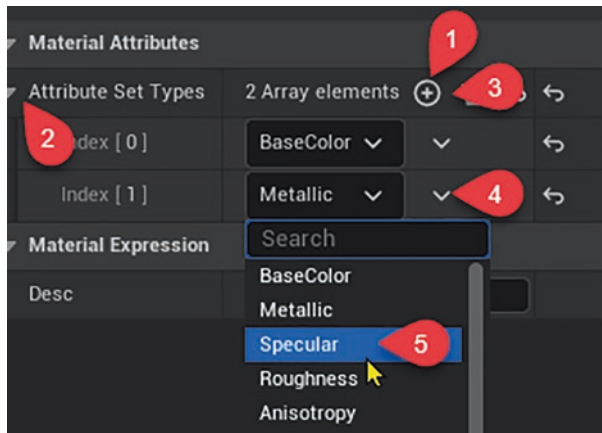 Material Attributes
1
Attribute Set Types 2 Array elements 3
2 dex [ 0 ] BaseColor
Index [ 1 ] Metallic 4
Material Expression Search
Desc BaseColor
Metallic
Specular 5
Roughness
Anisotropy